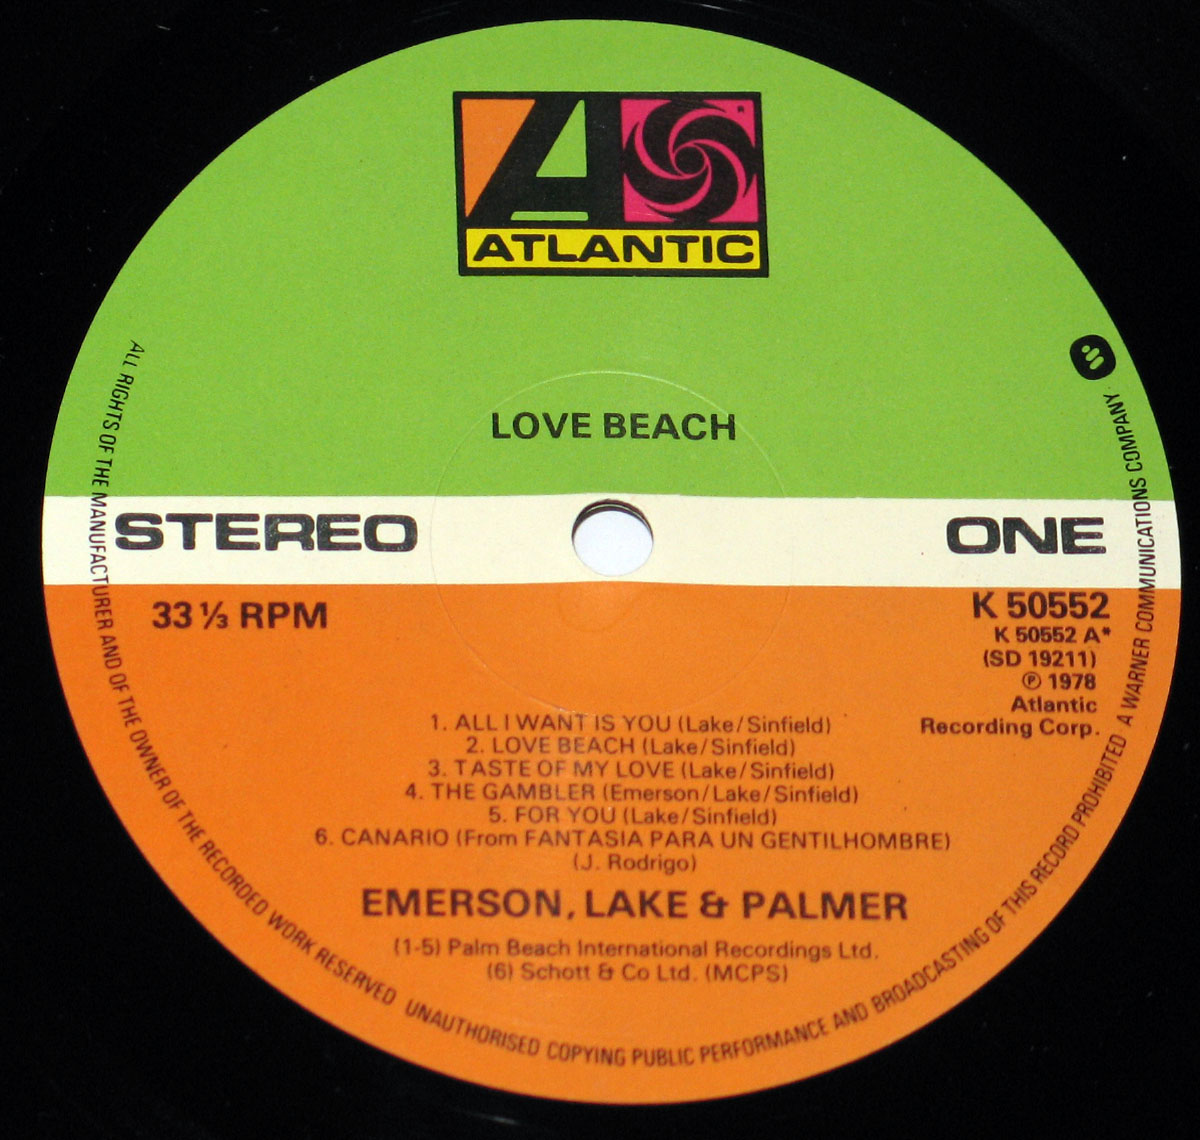 ATLANTIC
LOVE BEACH
STEREO
ONE
33 ⅓ RPM
K 50552
K 50552 A*
(SD 19211)
℗ 1978
Atlantic
Recording Corp.
1. ALL I WANT IS YOU (Lake/Sinfield)
2. LOVE BEACH (Lake/Sinfield)
3. TASTE OF MY LOVE (Lake/Sinfield)
4. THE GAMBLER (Emerson/Lake/Sinfield)
5. FOR YOU (Lake/Sinfield)
6. CANARIO (From FANTASIA PARA UN GENTILHOMBRE)
(J. Rodrigo)
EMERSON, LAKE & PALMER
(1-5) Palm Beach International Recordings Ltd.
(6) Schott & Co Ltd. (MCPS)
ALL RIGHTS OF THE MANUFACTURER AND OF THE OWNER OF THE RECORDED WORK RESERVED UNAUTHORISED COPYING PUBLIC PERFORMANCE AND BROADCASTING OF THIS RECORD PROHIBITED A WARNER COMMUNICATIONS COMPANY